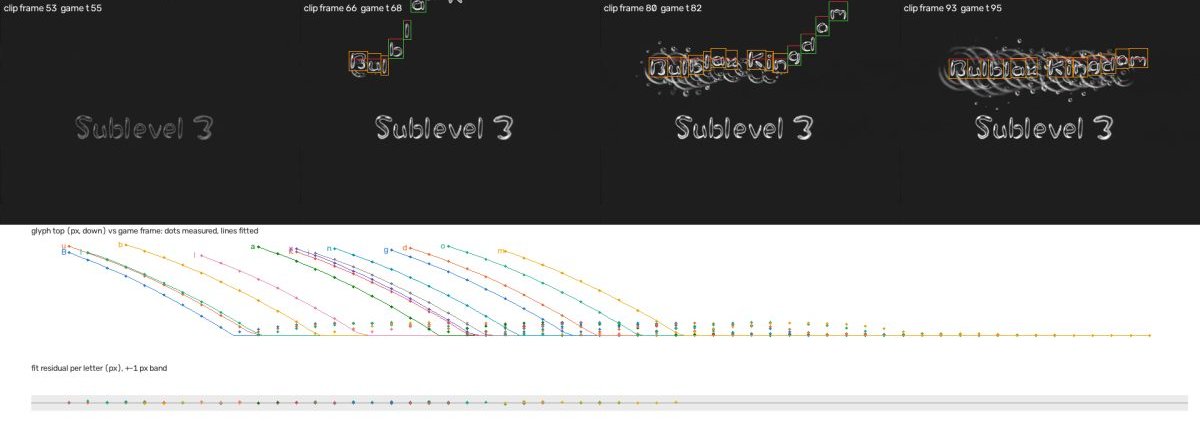 clip frame 53 game t 55
clip frame 66 game t 68
clip frame 80 game t 82
clip frame 93 game t 95
a
l
b
Bul
m
o
d
g
Bulblax Kin
Bulblax Kingdom
Sublevel 3
Sublevel 3
Sublevel 3
Sublevel 3
glyph top (px, down) vs game frame: dots measured, lines fitted
u
B
l
b
l
a
n
g
d
o
m
fit residual per letter (px), +-1 px band